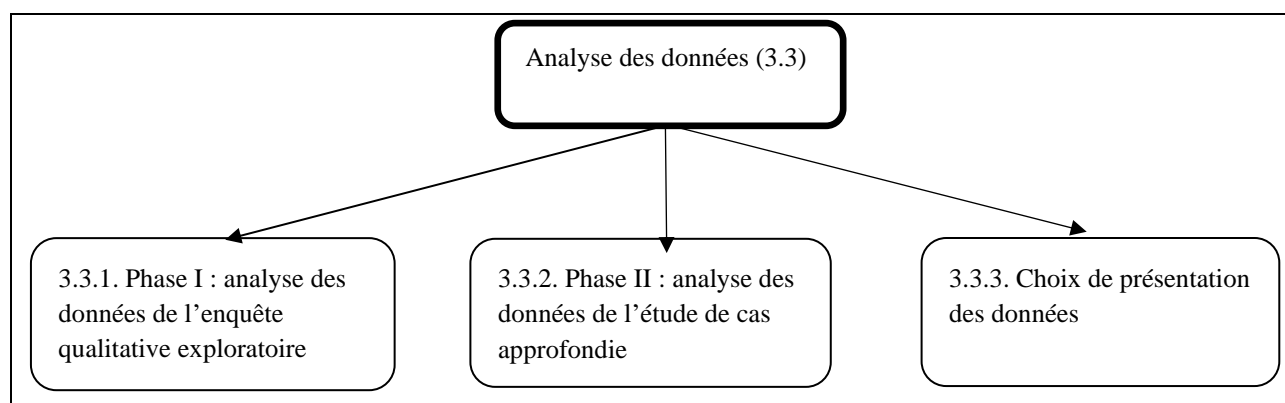 Analyse des données (3.3)
3.3.1. Phase I : analyse des
données de l’enquête
qualitative exploratoire
3.3.2. Phase II : analyse des
données de l’étude de cas
approfondie
3.3.3. Choix de présentation
des données